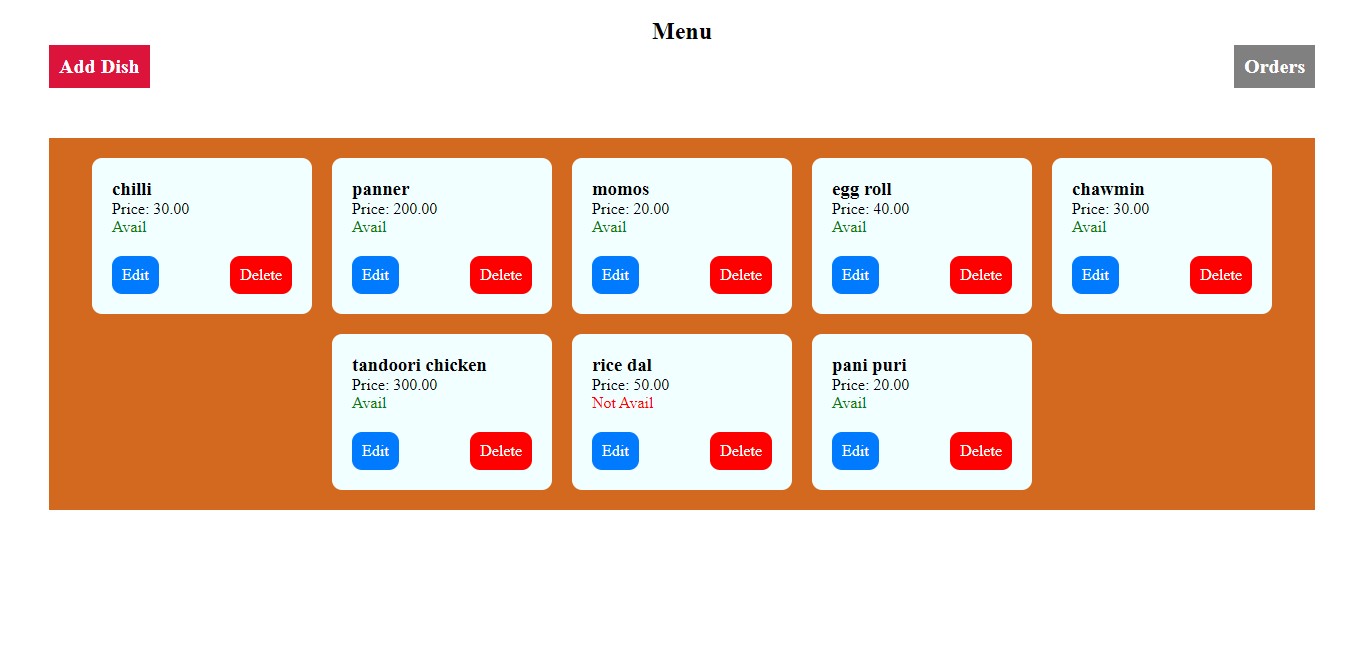 Menu
Add Dish
Orders
chilli
Price: 30.00
Avail
Edit
Delete
panner
Price: 200.00
Avail
Edit
Delete
momos
Price: 20.00
Avail
Edit
Delete
egg roll
Price: 40.00
Avail
Edit
Delete
chawmin
Price: 30.00
Avail
Edit
Delete
tandoori chicken
Price: 300.00
Avail
Edit
Delete
rice dal
Price: 50.00
Not Avail
Edit
Delete
pani puri
Price: 20.00
Avail
Edit
Delete